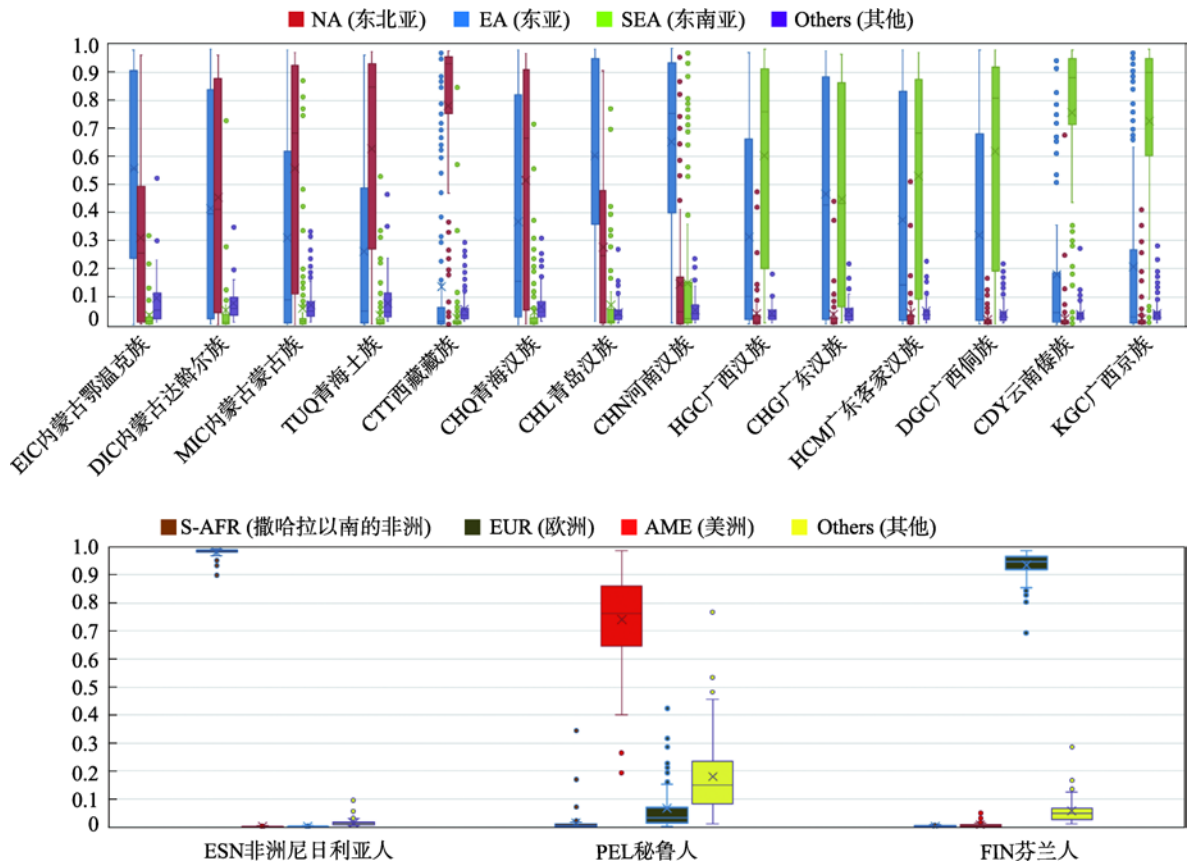 NA (东北亚) EA (东亚) SEA (东南亚) Others (其他)
1.0
0.9
0.8
0.7
0.6
0.5
0.4
0.3
0.2
0.1
0
EIC内蒙古鄂温克族
DIC内蒙古达斡尔族
MIC内蒙古蒙古族
TUQ青海土族
CTT西藏藏族
CHQ青海汉族
CHL青岛汉族
CHN河南汉族
HGC广西汉族
CHG广东汉族
HCM广东客家汉族
DGC广西侗族
CDY云南傣族
KGC广西京族
S-AFR (撒哈拉以南的非洲) EUR (欧洲) AME (美洲) Others (其他)
1.0
0.9
0.8
0.7
0.6
0.5
0.4
0.3
0.2
0.1
0
ESN非洲尼日利亚人 PEL秘鲁人 FIN芬兰人